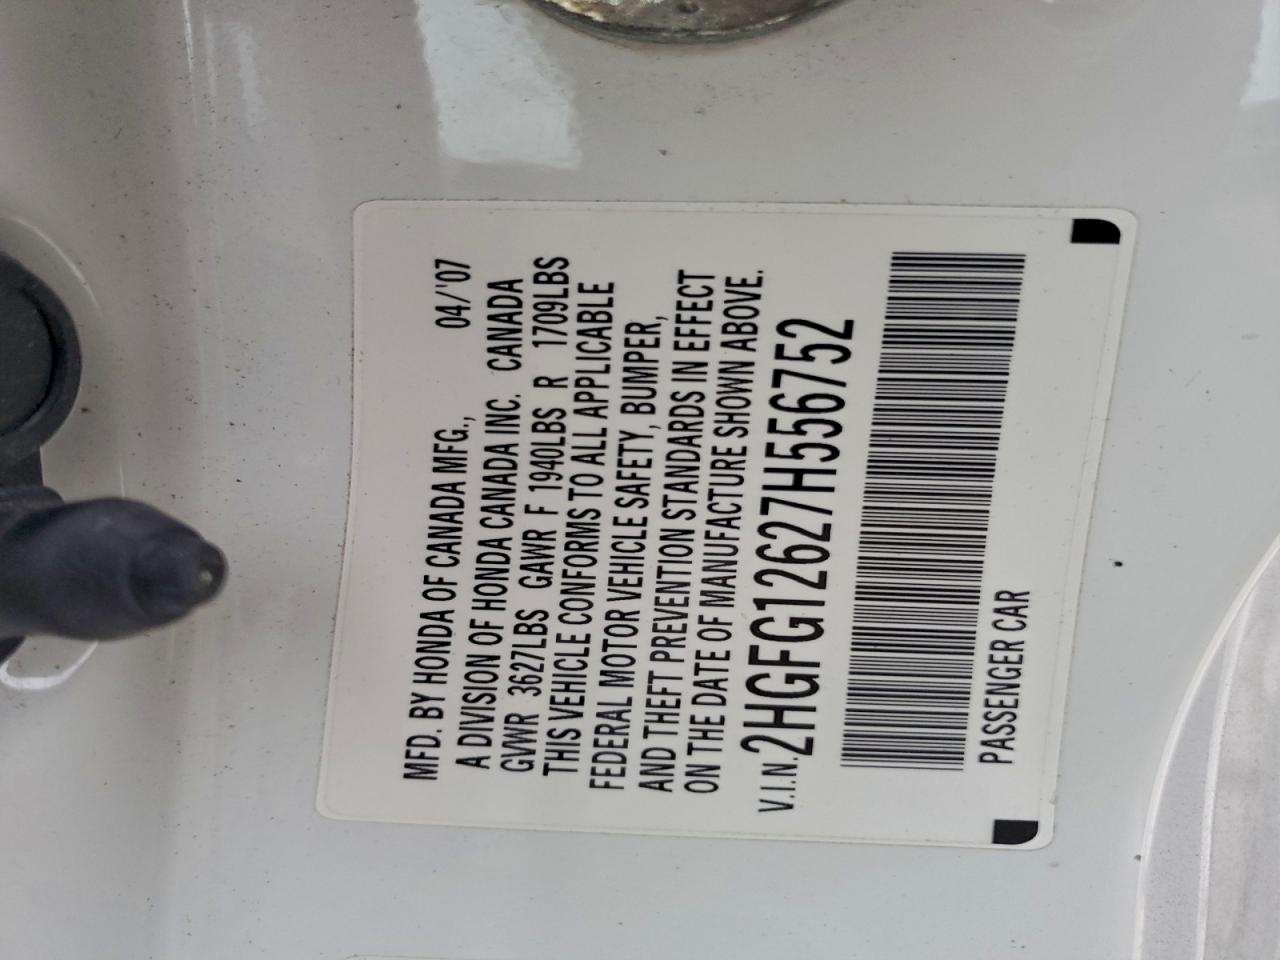 MFD. BY HONDA OF CANADA MFG., 04/'07
A DIVISION OF HONDA CANADA INC. CANADA
GVWR 3627LBS GAWR F 1940LBS R 1709LBS
THIS VEHICLE CONFORMS TO ALL APPLICABLE
FEDERAL MOTOR VEHICLE SAFETY, BUMPER,
AND THEFT PREVENTION STANDARDS IN EFFECT
ON THE DATE OF MANUFACTURE SHOWN ABOVE.
V.I.N. 2HGFG12627H556752
PASSENGER CAR